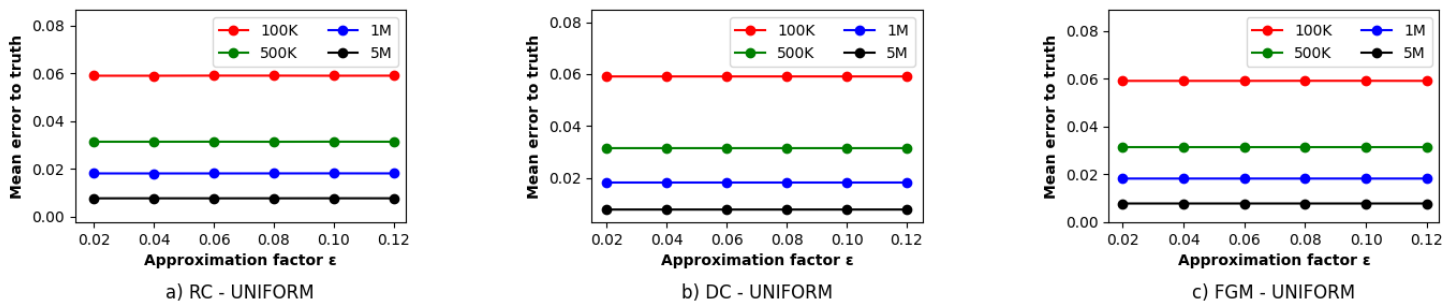 0.08
0.06
0.04
0.02
0.00
Mean error to truth
100K 1M
500K 5M
0.02 0.04 0.06 0.08 0.10 0.12
Approximation factor ε
a) RC - UNIFORM
0.08
0.06
0.04
0.02
Mean error to truth
100K 1M
500K 5M
0.02 0.04 0.06 0.08 0.10 0.12
Approximation factor ε
b) DC - UNIFORM
0.08
0.06
0.04
0.02
0.00
Mean error to truth
100K 1M
500K 5M
0.02 0.04 0.06 0.08 0.10 0.12
Approximation factor ε
c) FGM - UNIFORM